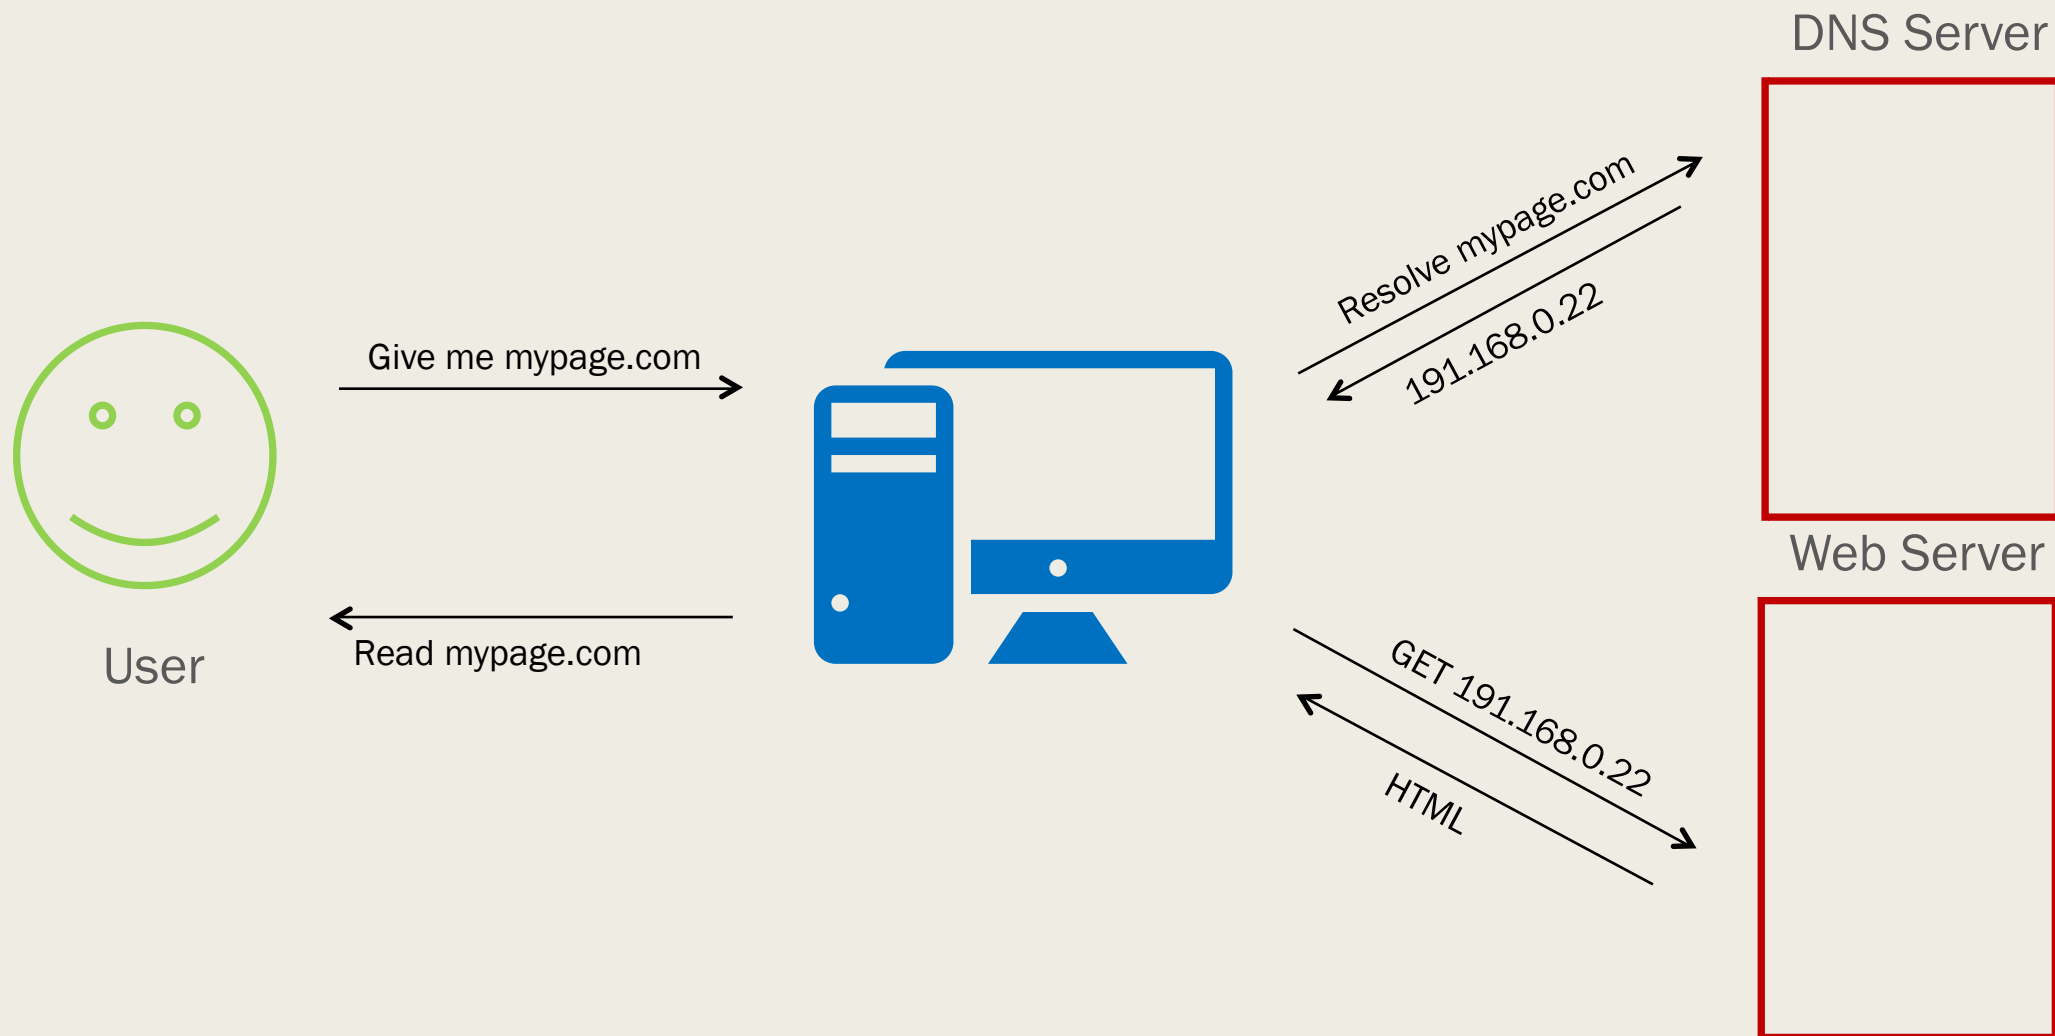 DNS Server
Resolve mypage.com
191.168.0.22
Give me mypage.com
Read mypage.com
User
Web Server
GET 191.168.0.22
HTML